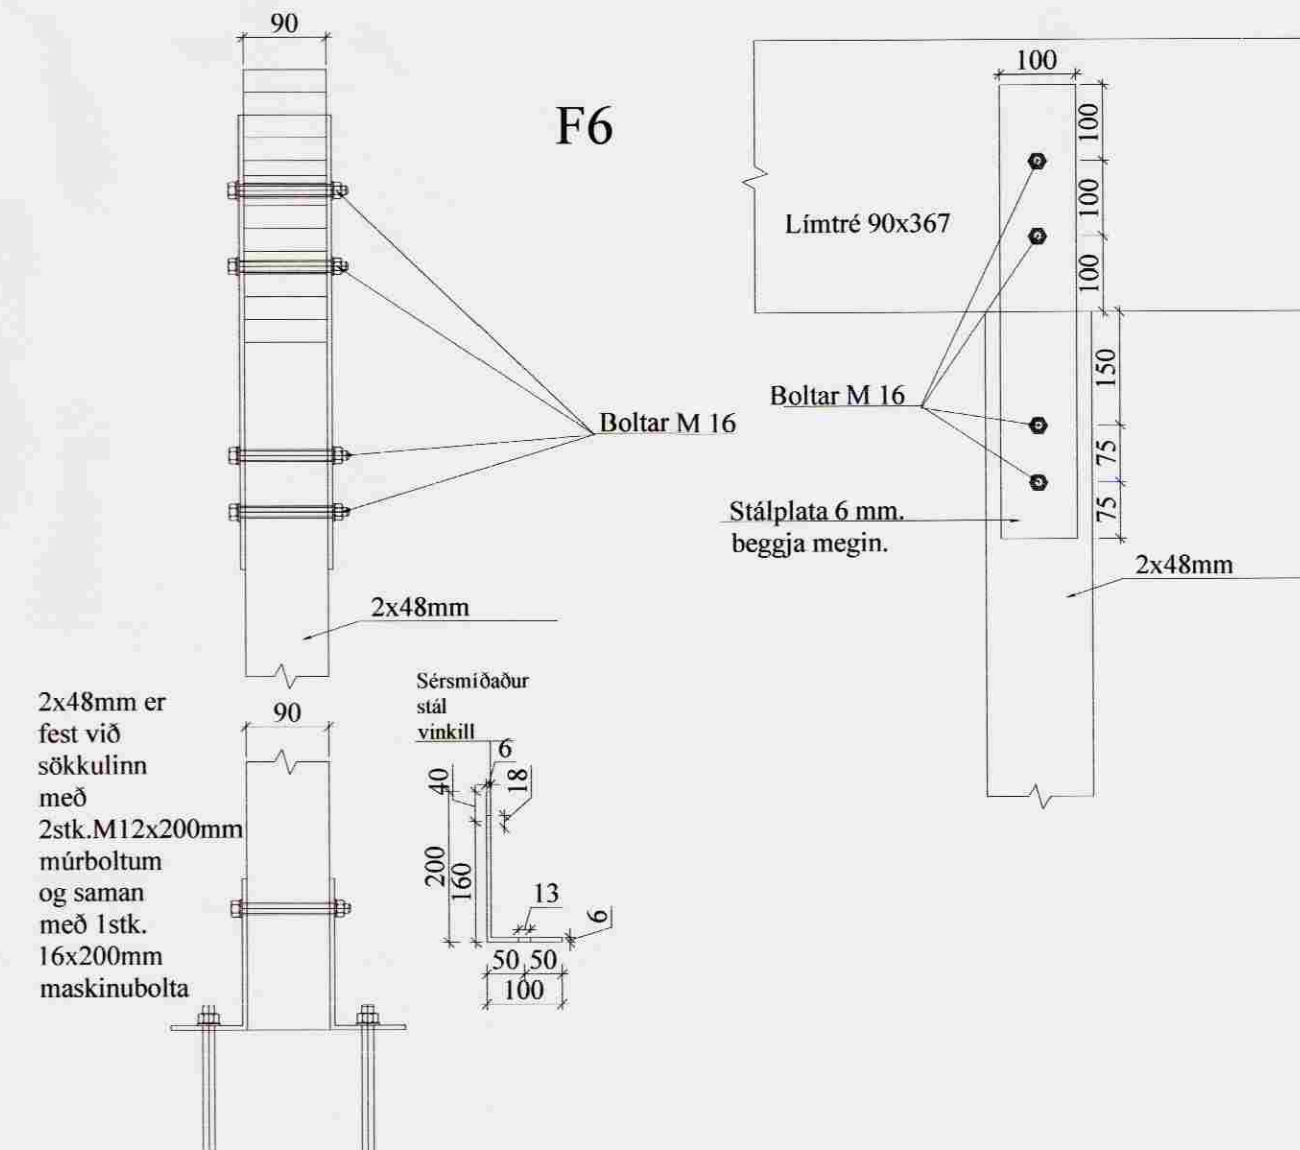 90
F6
100
100
100
100
Límtré 90x367
Boltar M 16
150
75
75
Boltar M 16
Stálplata 6 mm.
beggja megin.
2x48mm
2x48mm
2x48mm er
fest við
sökkulinn
með
2stk.M12x200mm
múrboltum
og saman
með 1stk.
16x200mm
maskinubolta
90
Sérsmíðaður
stál
vinkill
6
40
18
200
160
13
6
50
50
100